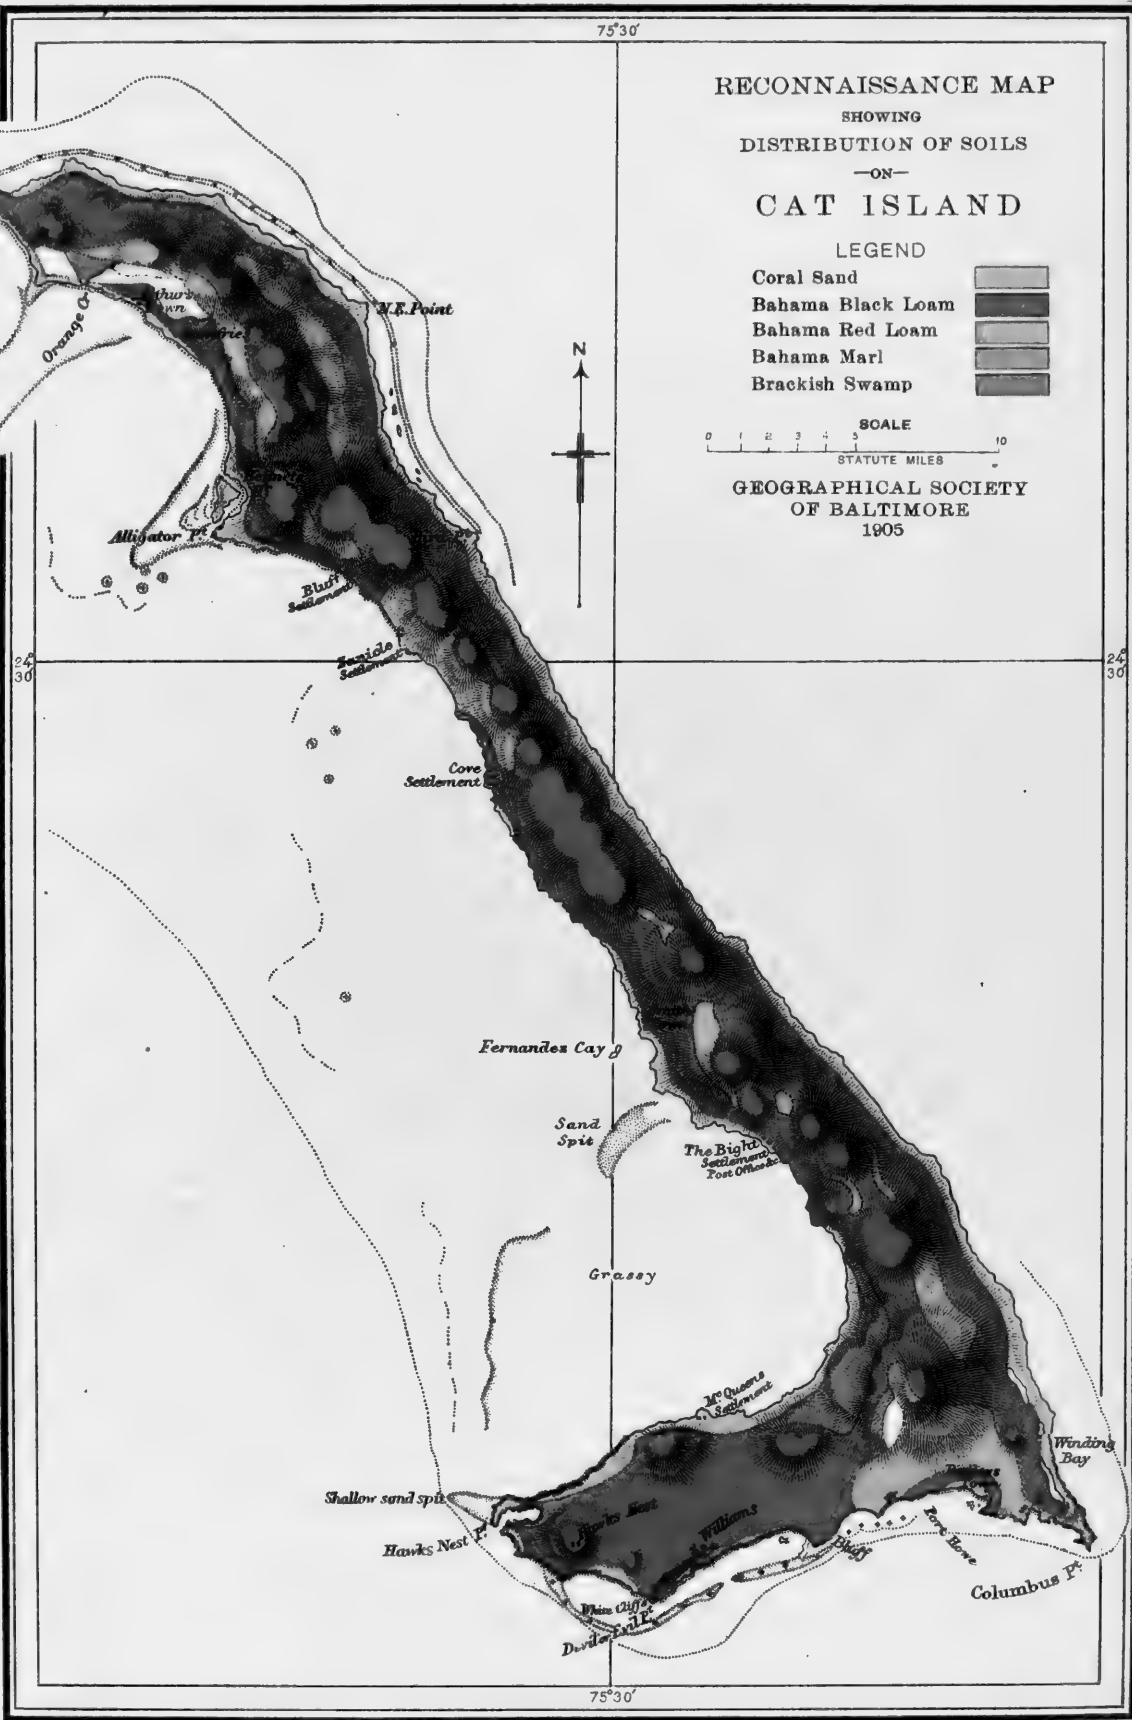 75°30'
RECONNAISSANCE MAP
SHOWING
DISTRIBUTION OF SOILS
—ON—
CAT ISLAND
LEGEND
Coral Sand
Bahama Black Loam
Bahama Red Loam
Bahama Marl
Brackish Swamp
SCALE
0 1 2 3 4 5 10
STATUTE MILES
GEOGRAPHICAL SOCIETY
OF BALTIMORE
1905
N
N.E. Point
Orange Cr.
Alligator Pt
Bluff
Settlement
Settlement
24°
30'
24°
30'
Cove
Settlement
Fernandez Cay
Sand
Spit
The Bight
Settlement
Post Office &c
Grassy
McQueens
Settlement
Winding
Bay
Shallow sand spit
Hawks Nest Pt
Hawks Nest
Williams
Bluff
Port Howe
Columbus Pt
White Cliffs
Devils Pt
75°30'